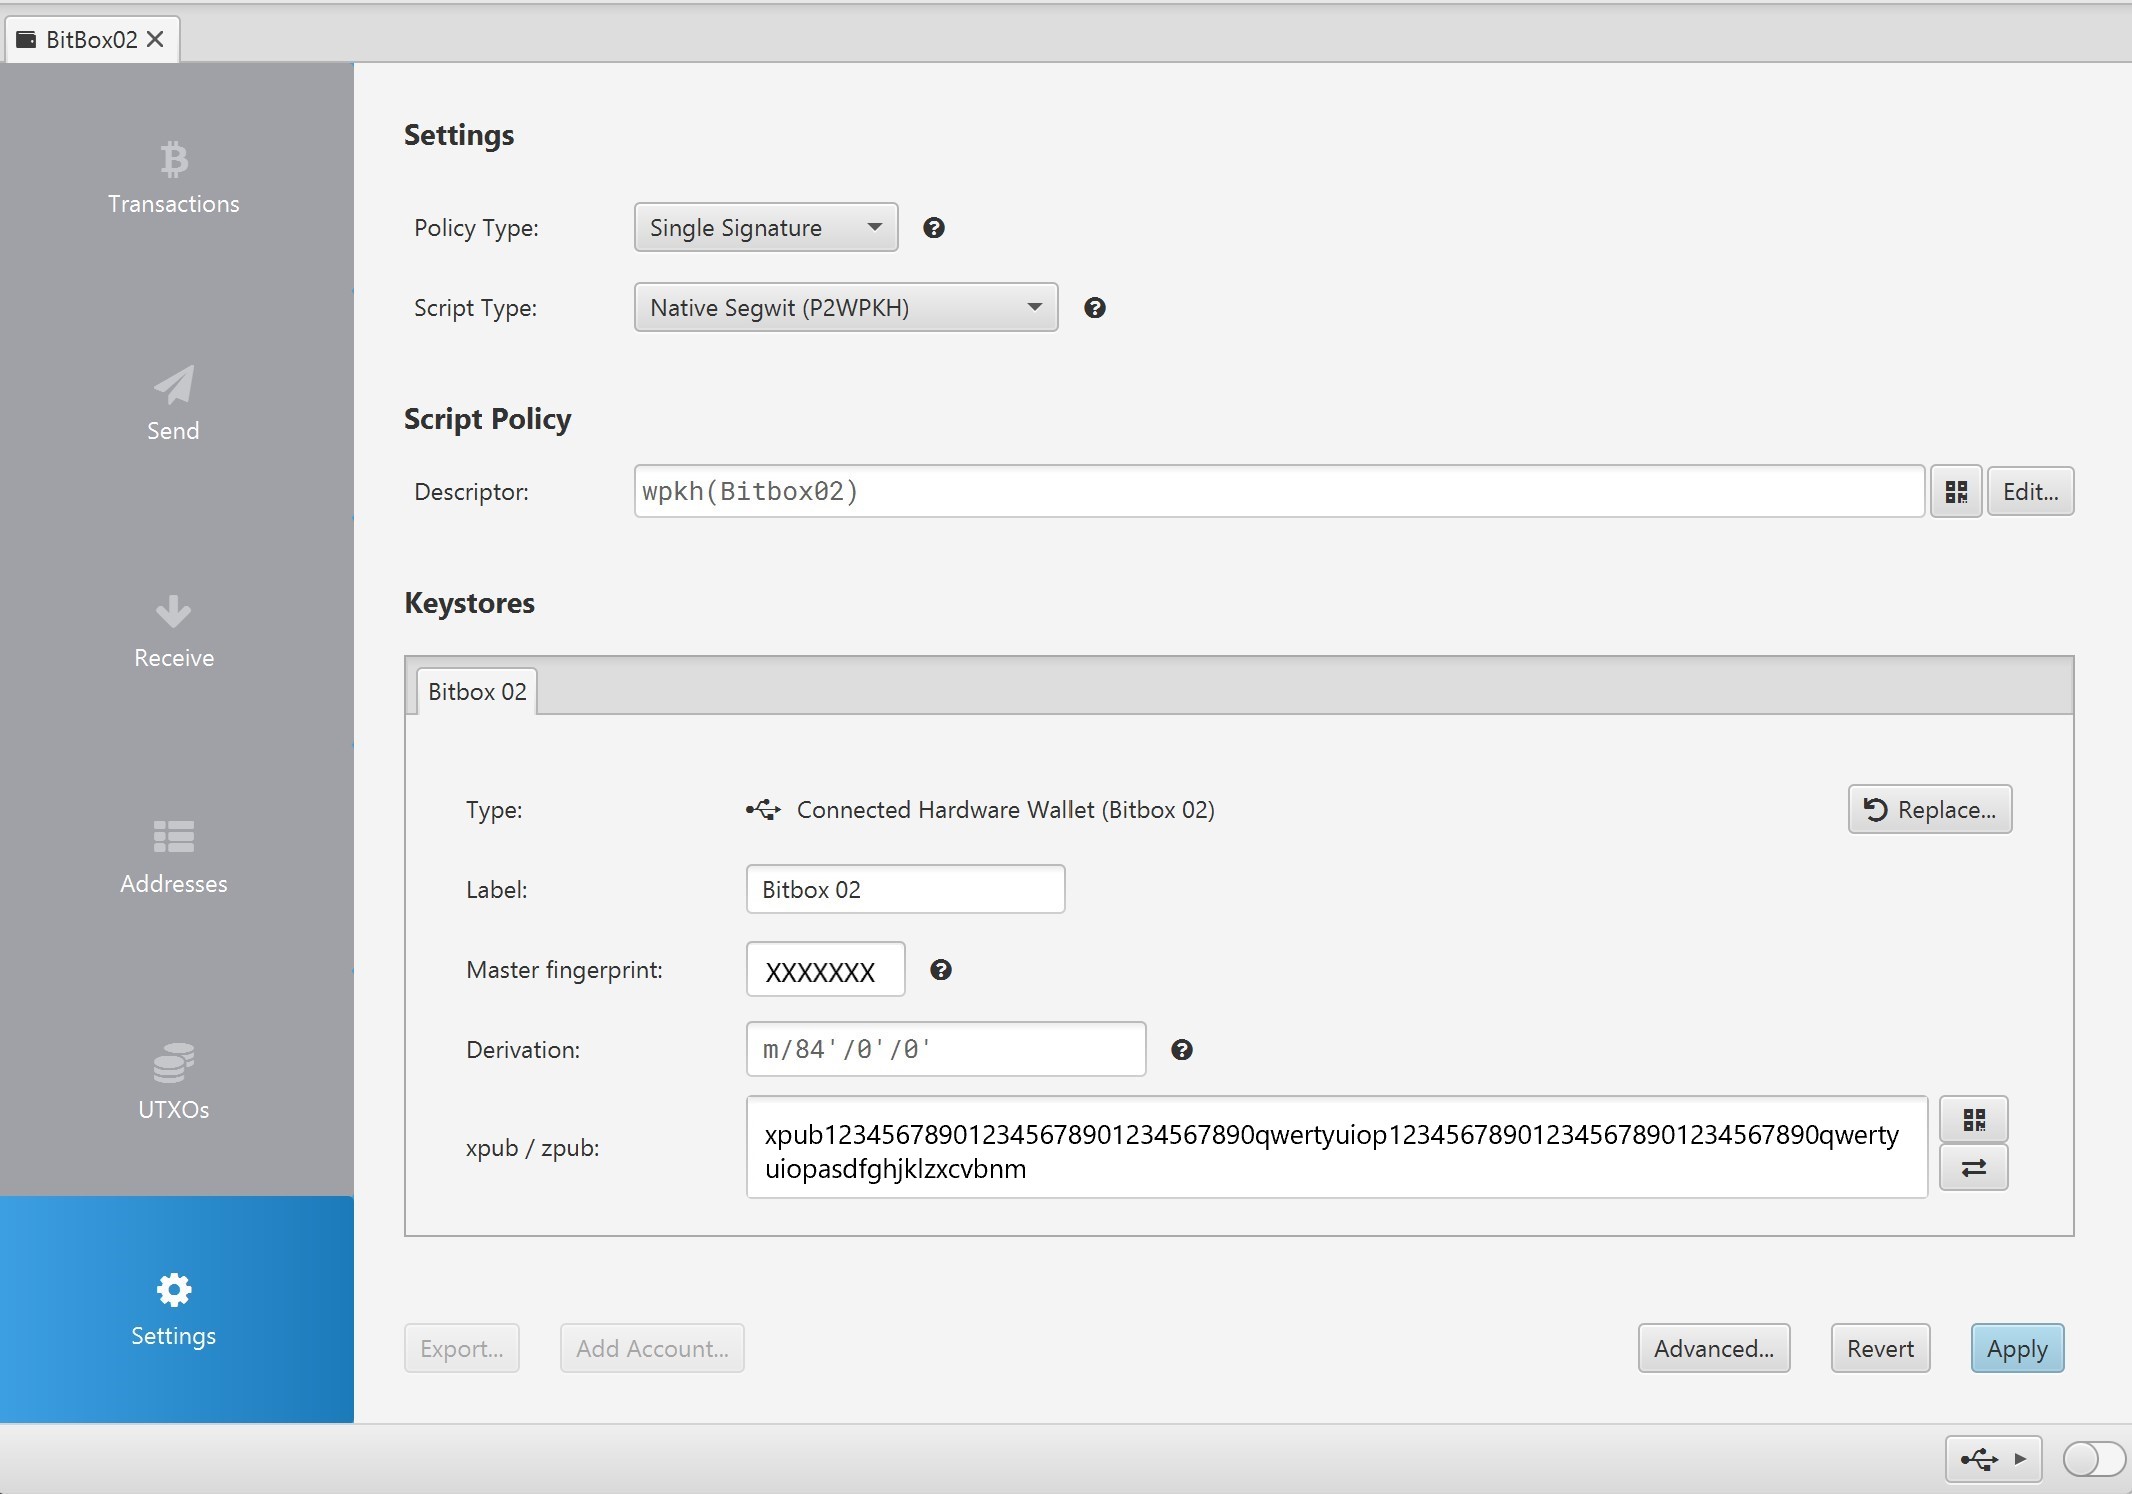 BitBox02
Transactions
Send
Receive
Addresses
UTXOs
Settings
Settings
Policy Type: Single Signature
Script Type: Native Segwit (P2WPKH)
Script Policy
Descriptor: wpkh(Bitbox02) Edit...
Keystores
Bitbox 02
Type: Connected Hardware Wallet (Bitbox 02) Replace...
Label: Bitbox 02
Master fingerprint: XXXXXXX
Derivation: m/84'/0'/0'
xpub / zpub: xpub123456789012345678901234567890qwertyuiop123456789012345678901234567890qwerty
uiopasdfghjklzxcvbnm
Export... Add Account... Advanced... Revert Apply